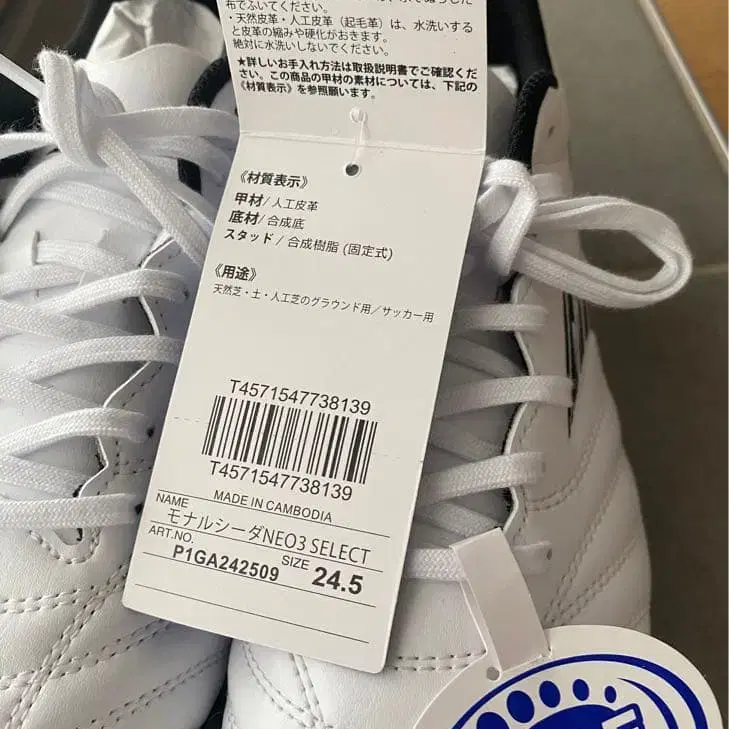 布でふいてください。
・天然皮革・人工皮革（起毛革）は、水洗いする
と皮革の縮みや硬化がおきます。
絶対に水洗いしないでください。
★詳しいお手入れ方法は取扱説明書でご確認くだ
さい。この商品の甲材の素材については、下記の
《材質表示》を参照願います。
《材質表示》
甲材/人工皮革
底材/合成底
スタッド/合成樹脂(固定式)
《用途》
天然芝・土・人工芝のグラウンド用/サッカー用
T4571547738139
T4571547738139
MADE IN CAMBODIA
NAME モナルシーダNEO3 SELECT
ART.NO. P1GA242509 SIZE 24.5